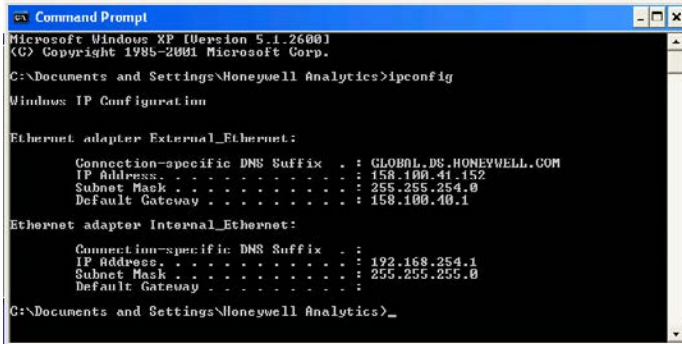 Command Prompt
Microsoft Windows XP [Version 5.1.2600]
(C) Copyright 1985-2001 Microsoft Corp.
C:\Documents and Settings\Honeywell Analytics>ipconfig
Windows IP Configuration
Ethernet adapter External_Ethernet:
Connection-specific DNS Suffix . : GLOBAL.DS.HONEYWELL.COM
IP Address. . . . . . . . . . . . : 158.100.41.152
Subnet Mask . . . . . . . . . . . : 255.255.254.0
Default Gateway . . . . . . . . . : 158.100.40.1
Ethernet adapter Internal_Ethernet:
Connection-specific DNS Suffix . :
IP Address. . . . . . . . . . . . : 192.168.254.1
Subnet Mask . . . . . . . . . . . : 255.255.255.0
Default Gateway . . . . . . . . . :
C:\Documents and Settings\Honeywell Analytics>_